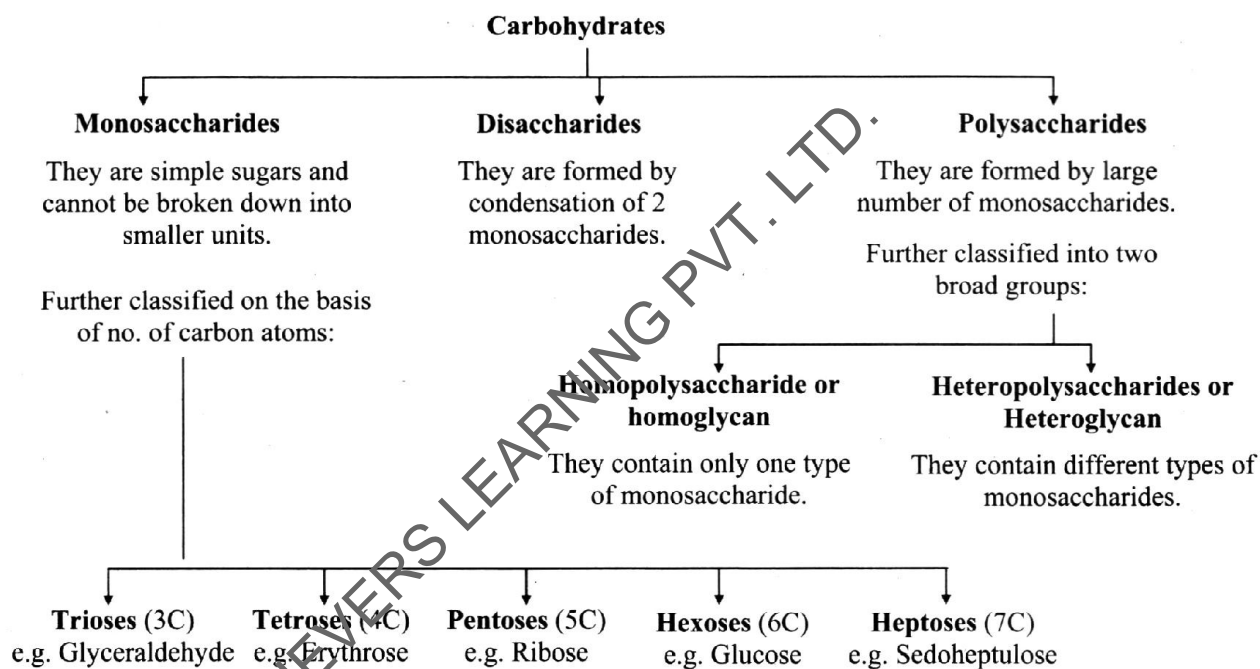 Carbohydrates
Monosaccharides
They are simple sugars and
cannot be broken down into
smaller units.
Further classified on the basis
of no. of carbon atoms:
Disaccharides
They are formed by
condensation of 2
monosaccharides.
Polysaccharides
They are formed by large
number of monosaccharides.
Further classified into two
broad groups:
Homopolysaccharide or
homoglycan
They contain only one type
of monosaccharide.
Heteropolysaccharides or
Heteroglycan
They contain different types of
monosaccharides.
Trioses (3C)
e.g. Glyceraldehyde
Tetroses (4C)
e.g. Erythrose
Pentoses (5C)
e.g. Ribose
Hexoses (6C)
e.g. Glucose
Heptoses (7C)
e.g. Sedoheptulose
LEARNING PVT. LTD.